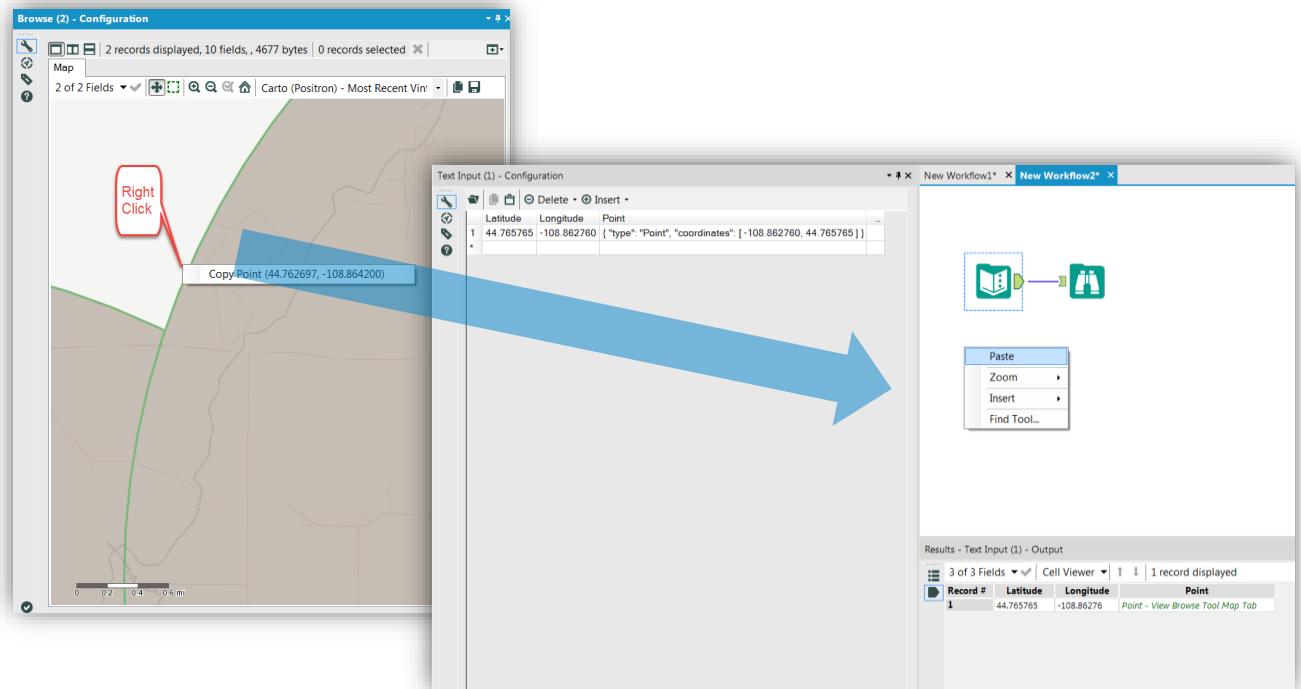 Browse (2) - Configuration
2 records displayed, 10 fields, , 4677 bytes
0 records selected
Map
2 of 2 Fields
Carto (Positron) - Most Recent Vint
Right
Click
Copy Point (44.762697, -108.864200)
0 0.2 0.4 0.6 mi
Text Input (1) - Configuration
Delete
Insert
Latitude Longitude Point ...
1 44.765765 -108.862760 { "type": "Point", "coordinates": [ -108.862760, 44.765765 ] }
*
New Workflow1*
New Workflow2*
Paste
Zoom
Insert
Find Tool...
Results - Text Input (1) - Output
3 of 3 Fields
Cell Viewer
1 record displayed
Record # Latitude Longitude Point
1 44.765765 -108.86276 Point - View Browse Tool Map Tab